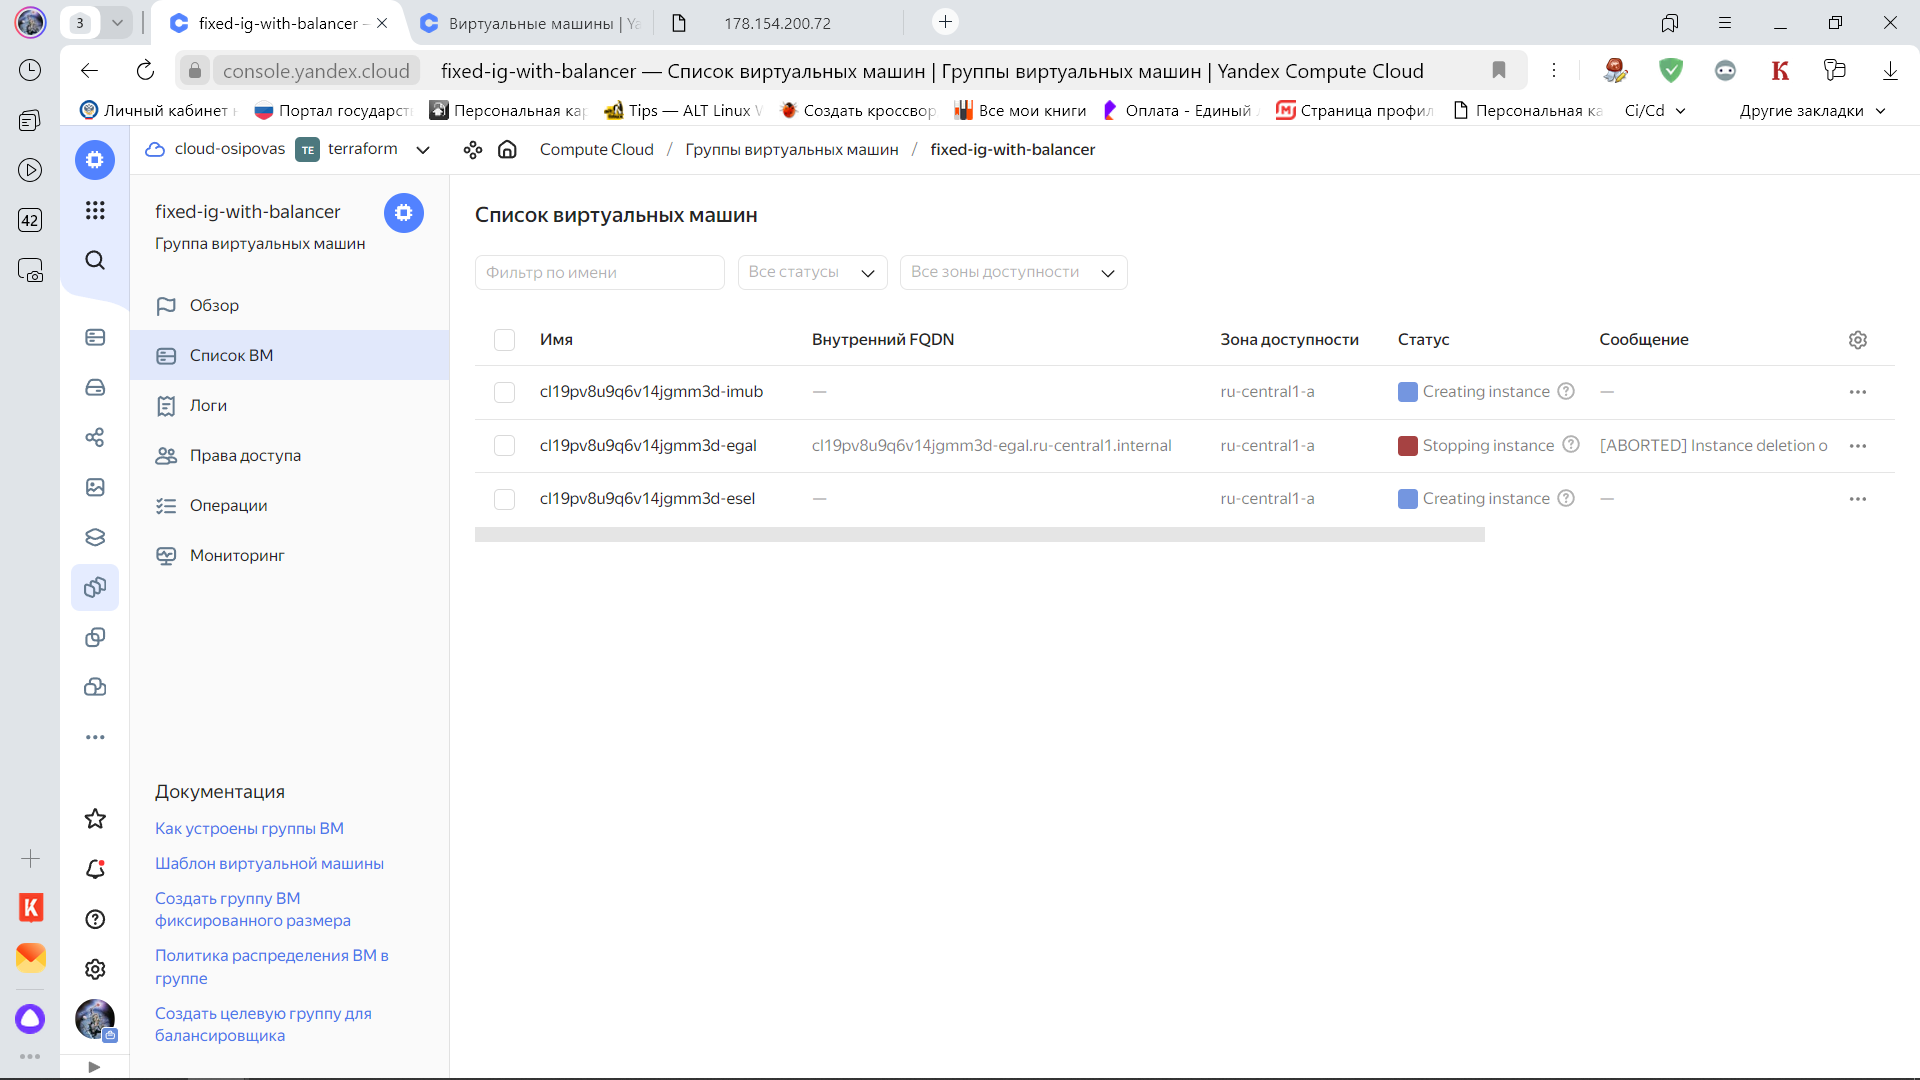 3
fixed-ig-with-balancer –
Виртуальные машины | Ya
178.154.200.72
console.yandex.cloud
fixed-ig-with-balancer — Список виртуальных машин | Группы виртуальных машин | Yandex Compute Cloud
Личный кабинет
Портал государст
Персональная кар
Tips — ALT Linux W
Создать кроссвор
Все мои книги
Оплата - Единый
Страница профил
Персональная ка
Ci/Cd
Другие закладки
42
cloud-osipovas
TE
terraform
Compute Cloud / Группы виртуальных машин / fixed-ig-with-balancer
fixed-ig-with-balancer
Группа виртуальных машин
Обзор
Список ВМ
Логи
Права доступа
Операции
Мониторинг
Документация
Как устроены группы ВМ
Шаблон виртуальной машины
Создать группу ВМ
фиксированного размера
Политика распределения ВМ в
группе
Создать целевую группу для
балансировщика
Список виртуальных машин
Фильтр по имени
Все статусы
Все зоны доступности
Имя Внутренний FQDN Зона доступности Статус Сообщение
cl19pv8u9q6v14jgmm3d-imub — ru-central1-a Creating instance —
cl19pv8u9q6v14jgmm3d-egal cl19pv8u9q6v14jgmm3d-egal.ru-central1.internal ru-central1-a Stopping instance [ABORTED] Instance deletion o
cl19pv8u9q6v14jgmm3d-esel — ru-central1-a Creating instance —